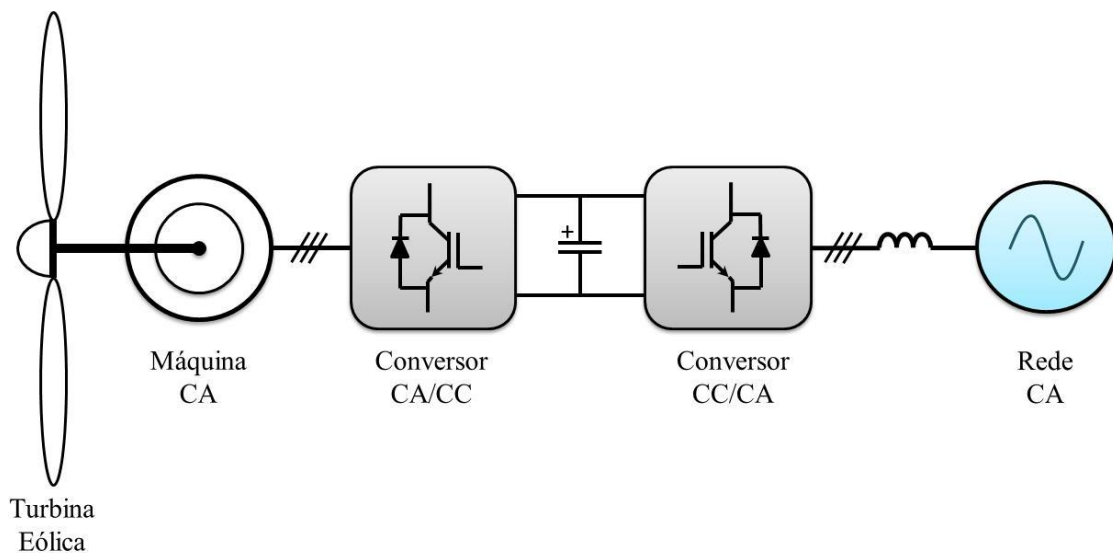 +
Máquina
CA
Conversor
CA/CC
Conversor
CC/CA
Rede
CA
Turbina
Eólica